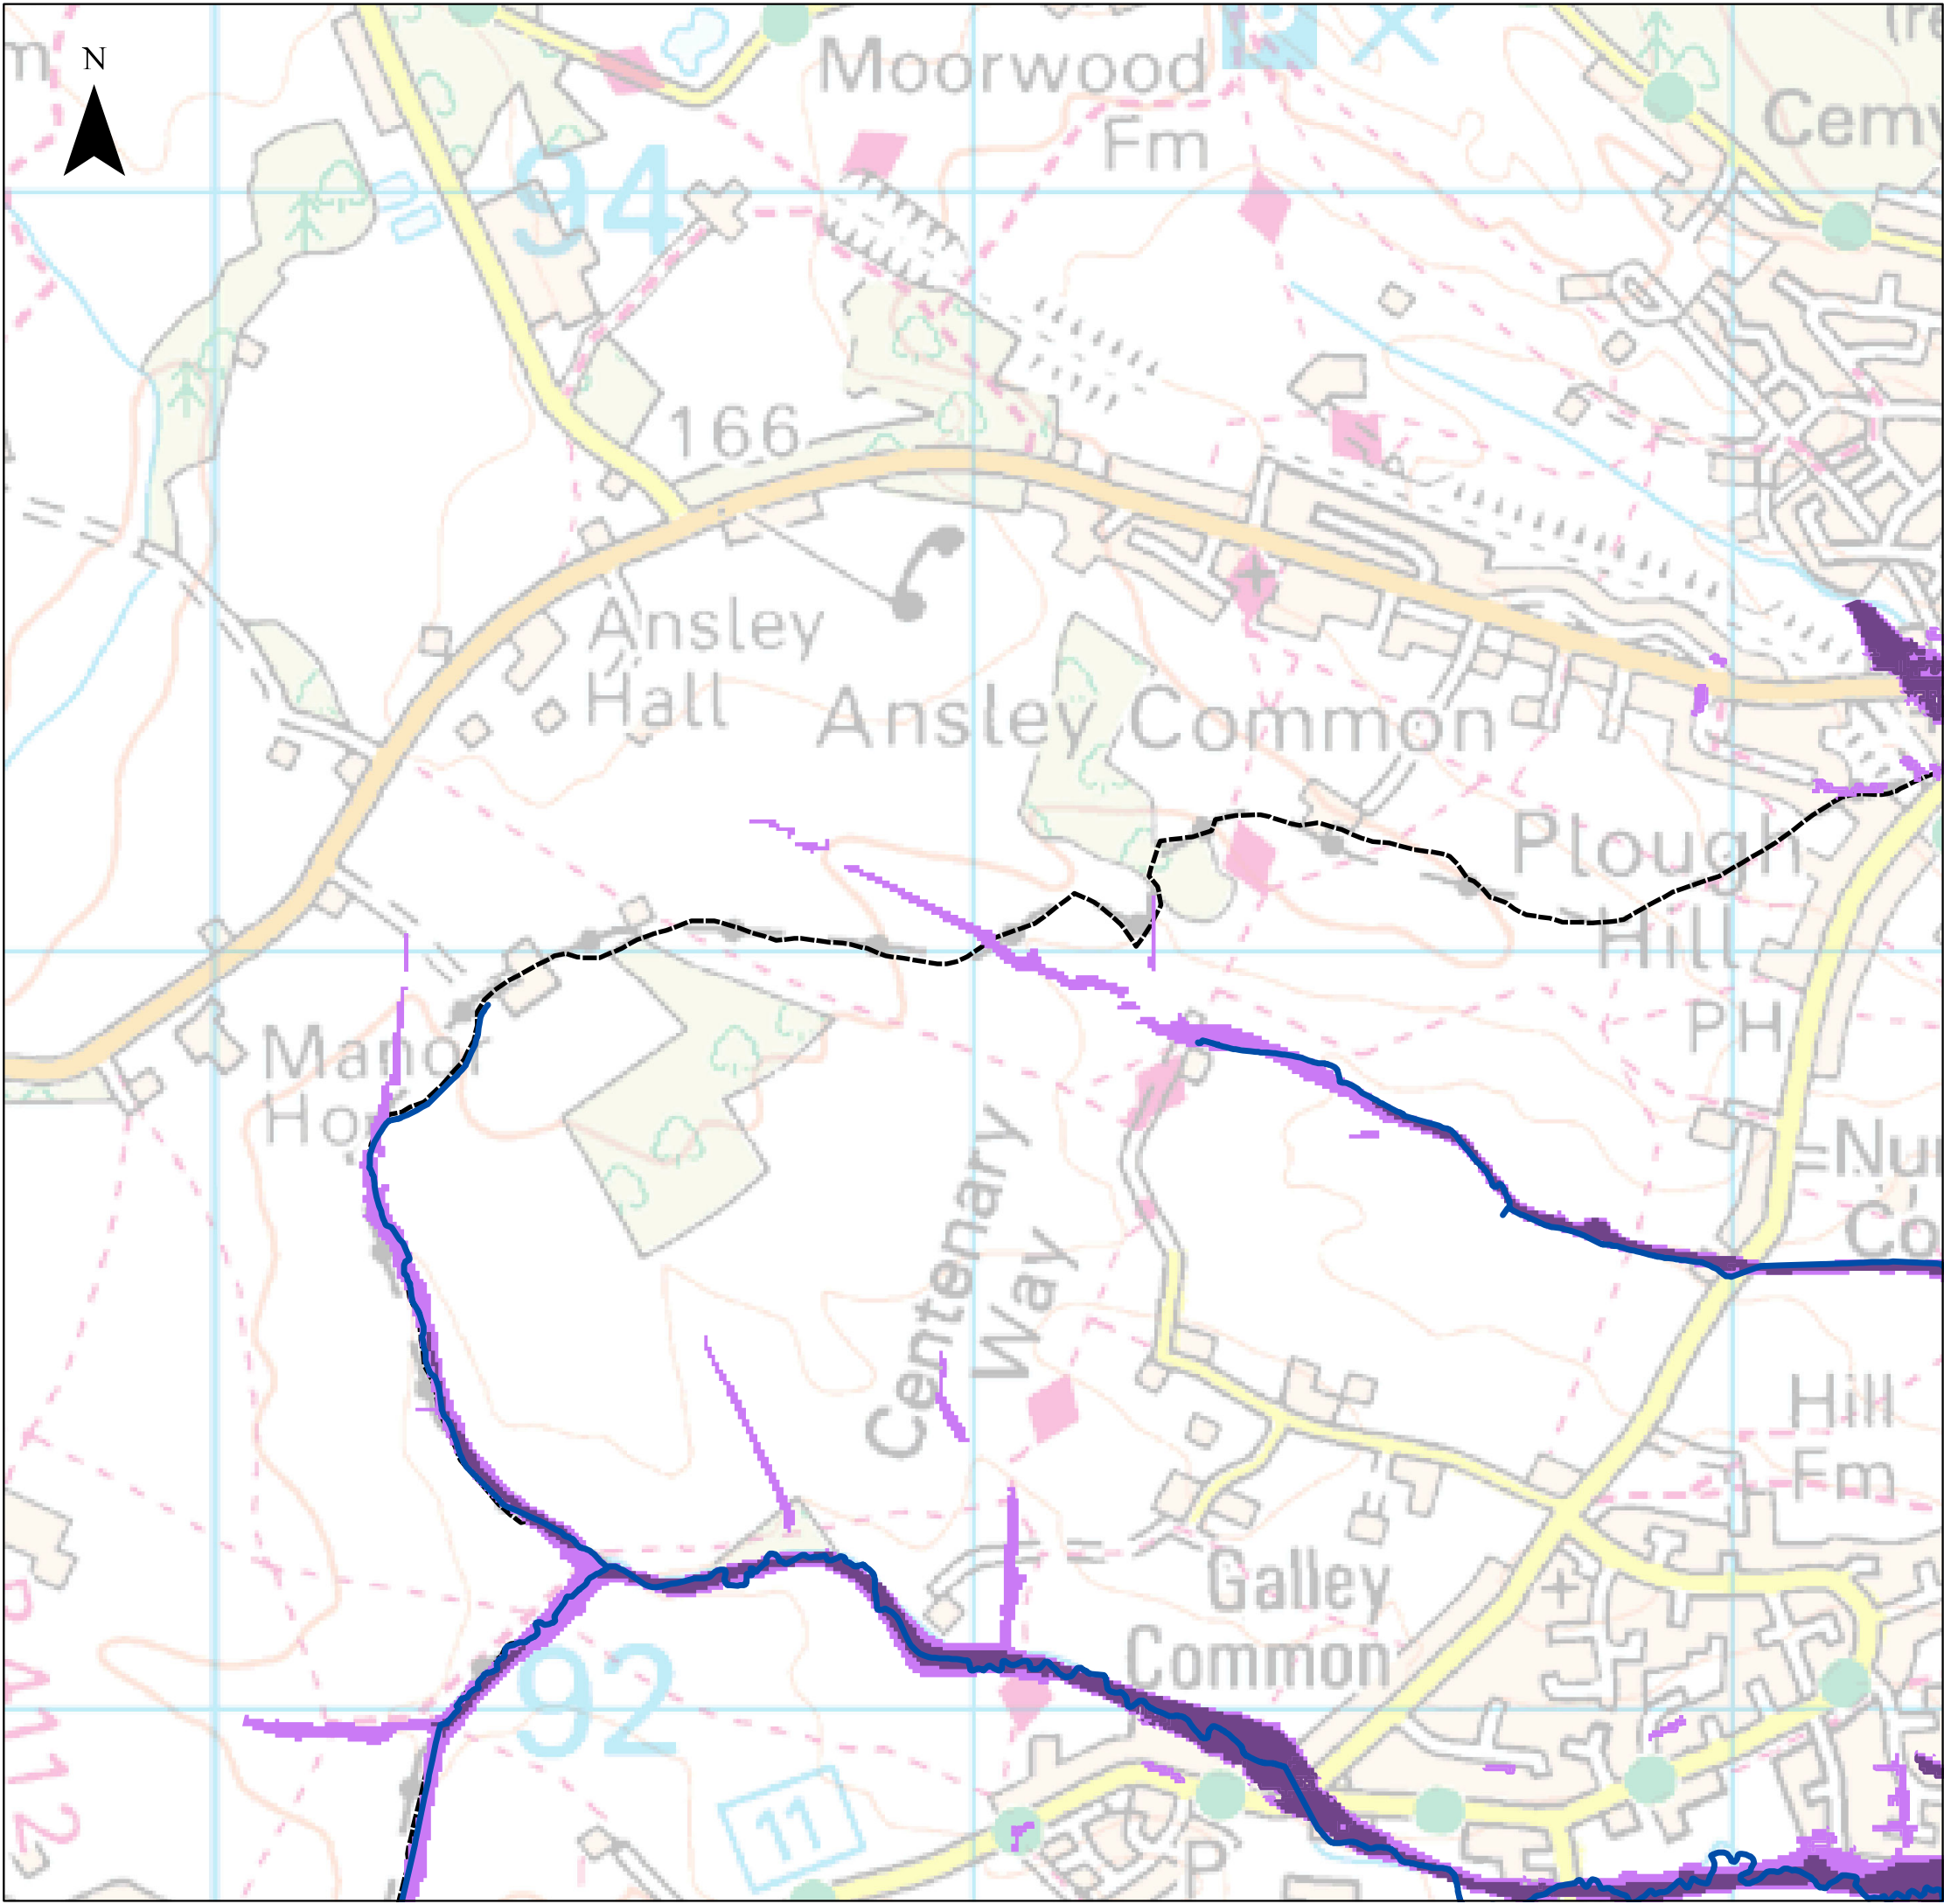 N
Moorwood
Fm
94
166
Ansley
Hall
Ansley Common
Plough
Hill
PH
Manor
Centenary
Way
Hill
Fm
Galley
Common
92
11
P